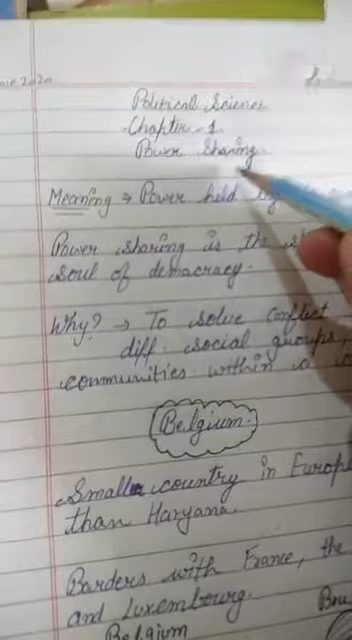 Political Science
Chapter - 1
Power Sharing
Meaning → Power held by
Power sharing is the
soul of democracy.
Why? → To solve conflict
diff. social groups,
communities within a
Belgium.
Small country in Europe
than Haryana.
Borders with France, the
and Luxembourg.
Belgium